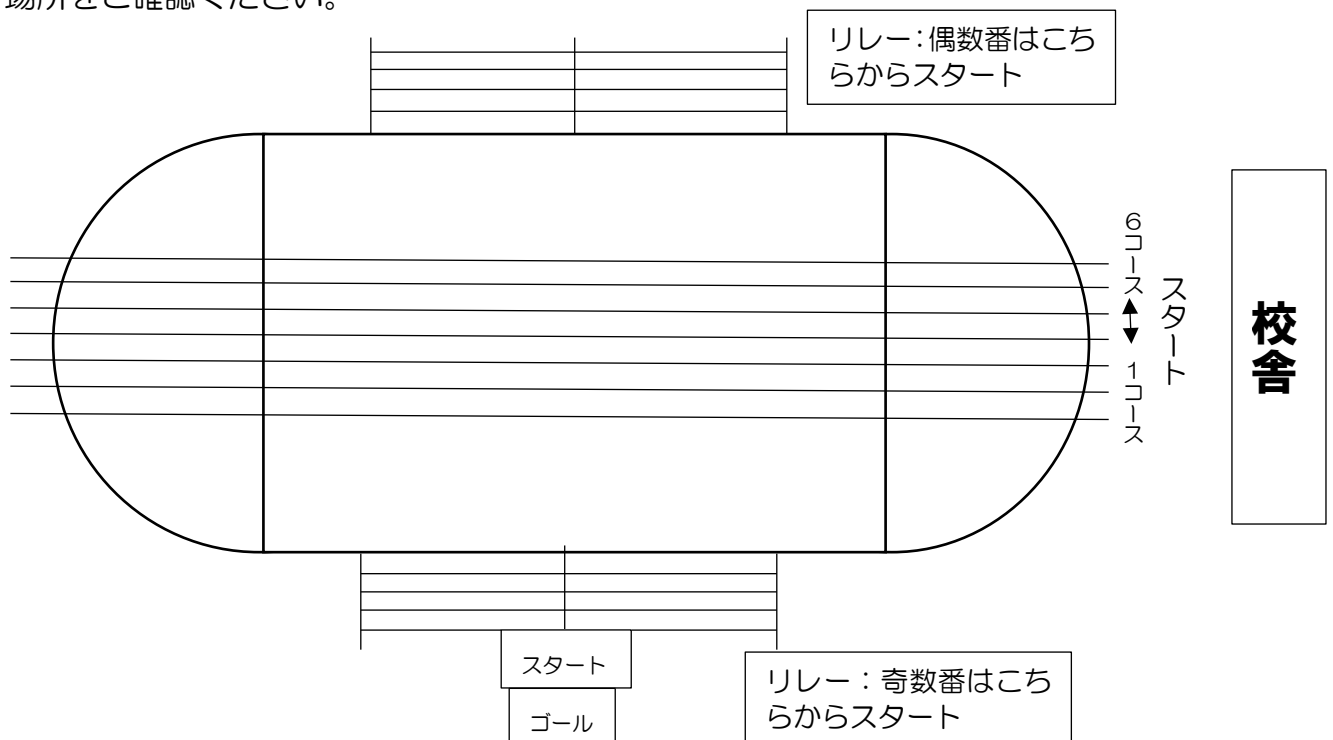 場所をご確認ください。
リレー：偶数番はこち
らからスタート
6コース
スタート
1コース
校舎
スタート
ゴール
リレー：奇数番はこち
らからスタート